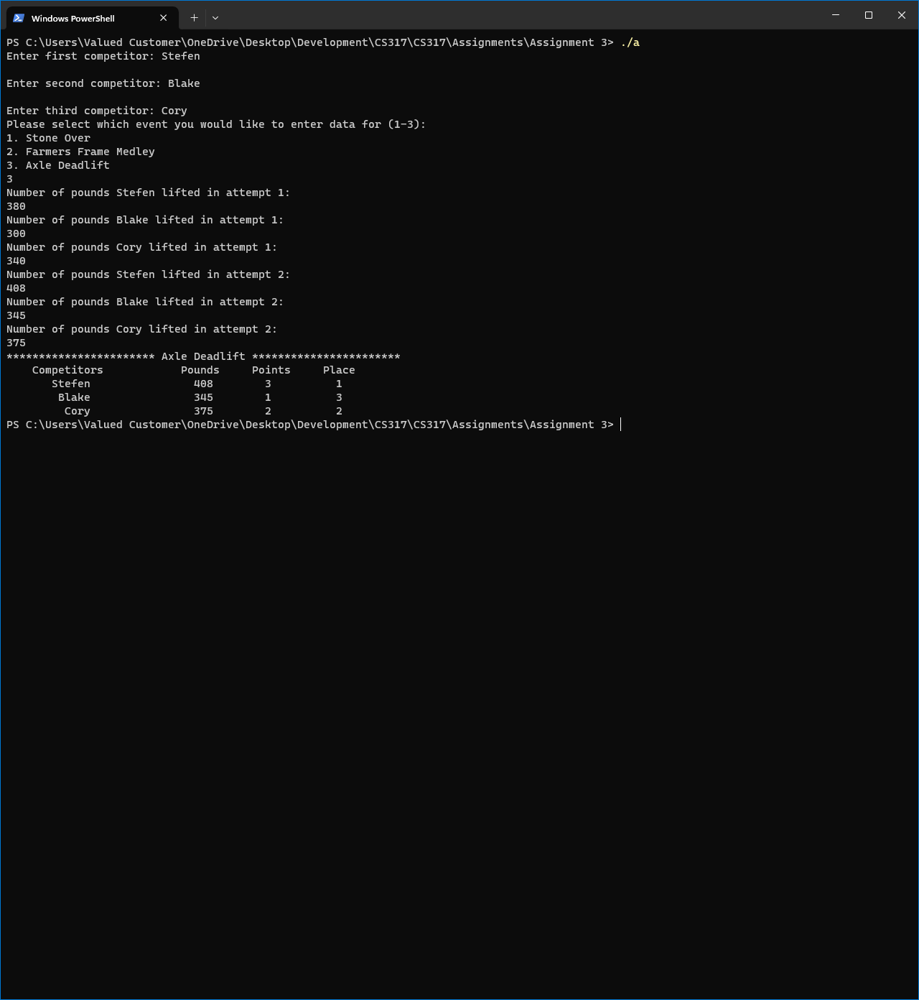 Windows PowerShell
PS C:\Users\Valued Customer\OneDrive\Desktop\Development\CS317\CS317\Assignments\Assignment 3> ./a
Enter first competitor: Stefen
Enter second competitor: Blake
Enter third competitor: Cory
Please select which event you would like to enter data for (1-3):
1. Stone Over
2. Farmers Frame Medley
3. Axle Deadlift
3
Number of pounds Stefen lifted in attempt 1:
380
Number of pounds Blake lifted in attempt 1:
300
Number of pounds Cory lifted in attempt 1:
340
Number of pounds Stefen lifted in attempt 2:
408
Number of pounds Blake lifted in attempt 2:
345
Number of pounds Cory lifted in attempt 2:
375
*********************** Axle Deadlift ***********************
Competitors Pounds Points Place
Stefen 408 3 1
Blake 345 1 3
Cory 375 2 2
PS C:\Users\Valued Customer\OneDrive\Desktop\Development\CS317\CS317\Assignments\Assignment 3>